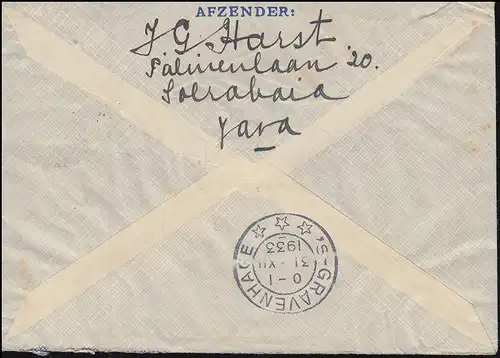 AFZENDER:
J G Harst
Palmenlaan 20.
Soerabaia
Java
'S-GRAVENHAGE
0-1
31 XII
1933